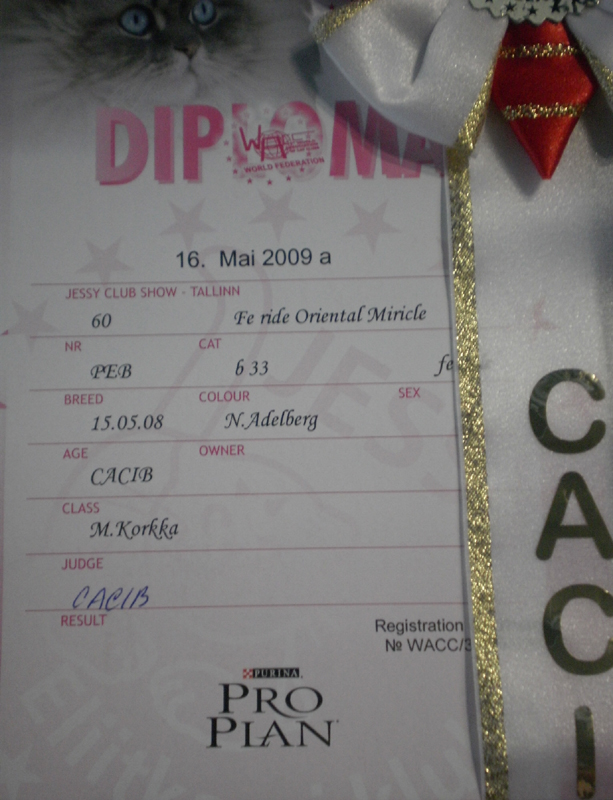 DIPLOMA
WORLD FEDERATION
16. Mai 2009 a
JESSY CLUB SHOW - TALLINN
60 Fe ride Oriental Miricle
NR CAT
PEB 6 33 fe
BREED COLOUR SEX
15.05.08 N.Adelberg
AGE OWNER
CACIB
CLASS
M.Korkka
JUDGE
CACIB
RESULT
Registration
№ WACC/3
PURINA
PRO
PLAN
C
A
C
I